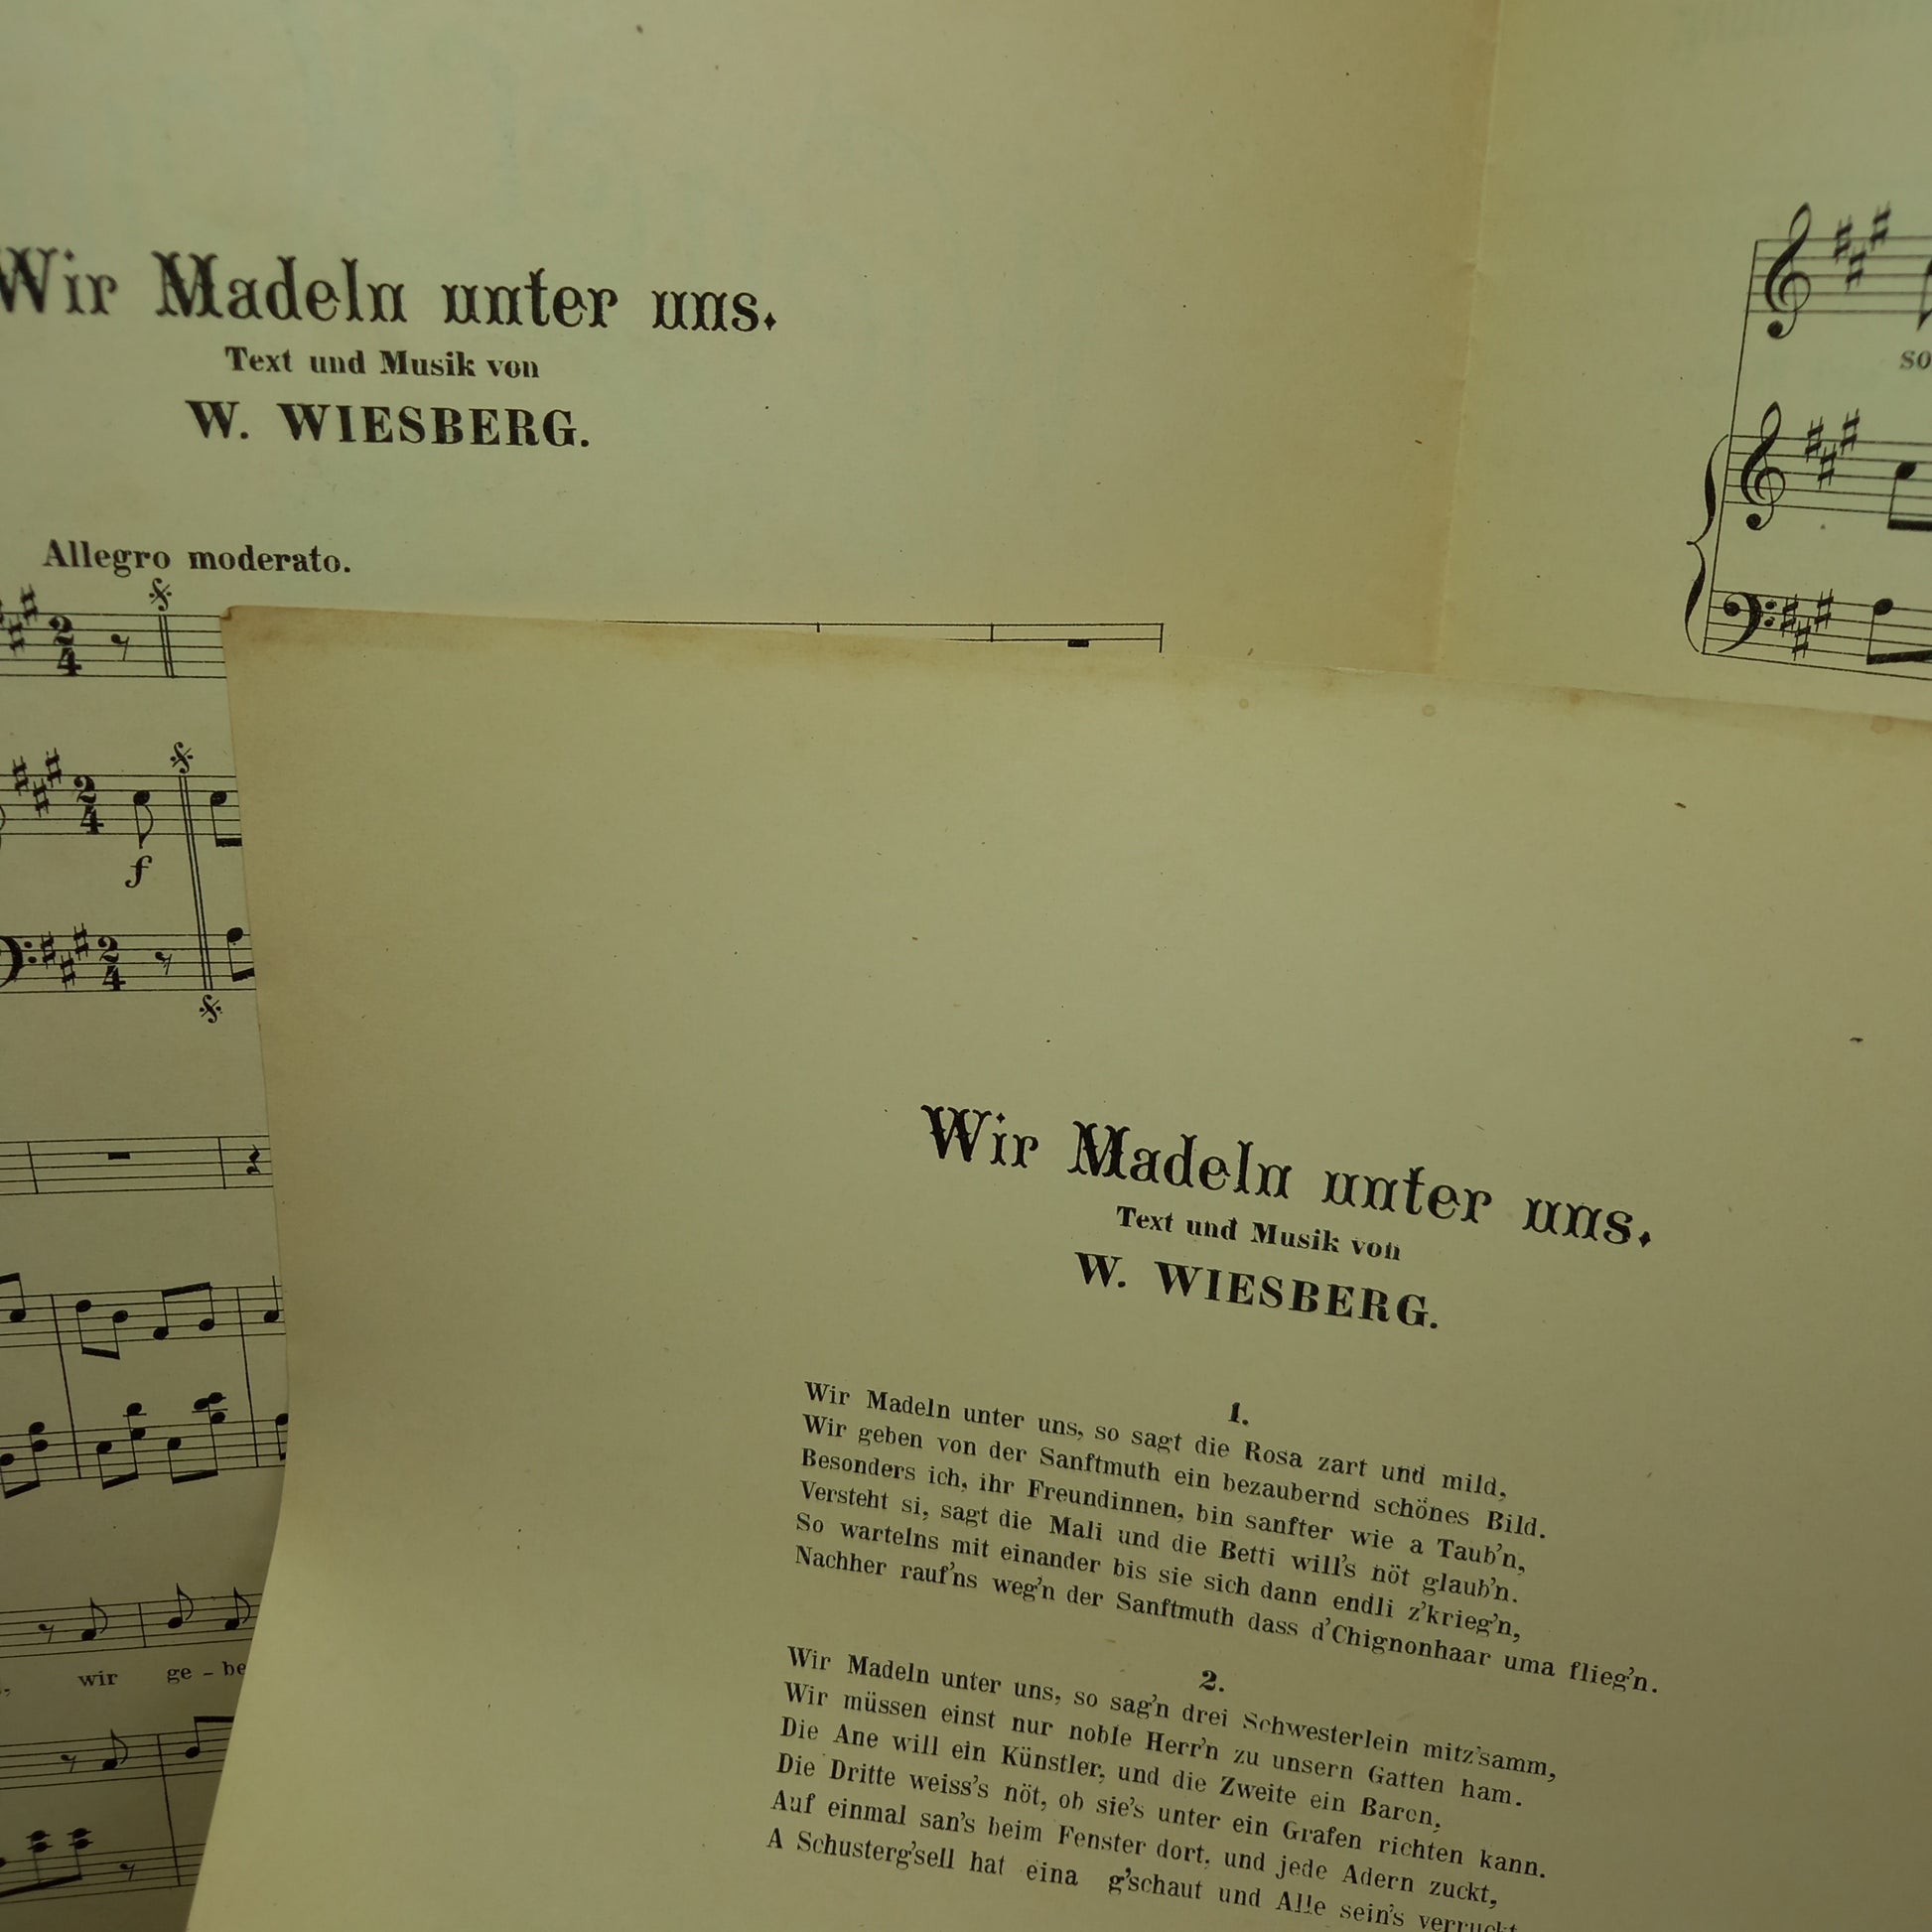 Wir Madeln unter uns.
Text und Musik von
W. WIESBERG.
Allegro moderato.
2
4
so
2
4
f
2
4
wir ge - be
Wir Madeln unter uns.
Text und Musik von
W. WIESBERG.
1.
Wir Madeln unter uns, so sagt die Rosa zart und mild,
Wir geben von der Sanftmuth ein bezaubernd schönes Bild.
Besonders ich, ihr Freundinnen, bin sanfter wie a Taub'n,
Versteht si, sagt die Mali und die Betti will's nöt glaub'n.
So wartelns mit einander bis sie sich dann endli z'krieg'n,
Nachher rauf'ns weg'n der Sanftmuth dass d'Chignonhaar uma flieg'n.
2.
Wir Madeln unter uns, so sag'n drei Schwesterlein mitz'samm,
Wir müssen einst nur noble Herr'n zu unsern Gatten ham.
Die Ane will ein Künstler, und die Zweite ein Baron,
Die Dritte weiss's nöt, ob sie's unter ein Grafen richten kann.
Auf einmal san's beim Fenster dort, und jede Adern zuckt,
A Schusterg'sell hat eina g'schaut und Alle sein's verruckt